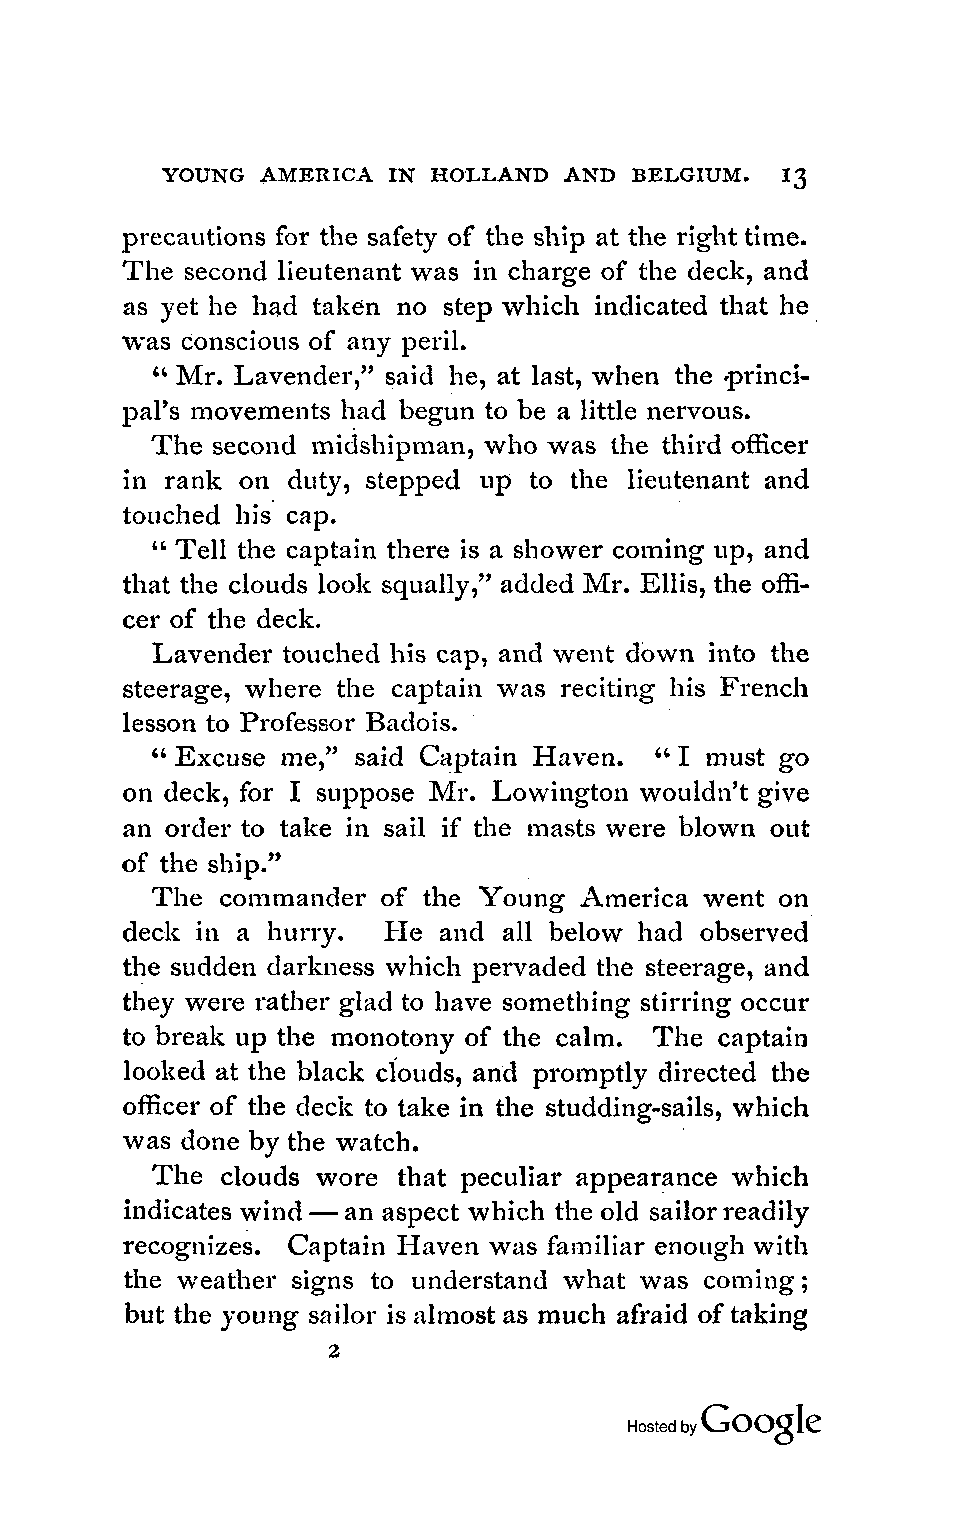 YOUNG AMERICA IN HOLLAND AND BELGIUM. 13
precautions for the safety of the ship at the right time.
The second lieutenant was in charge of the deck, and
as yet he had taken no step which indicated that he
was conscious of any peril.
“ Mr. Lavender,” said he, at last, when the princi-
pal’s movements had begun to be a little nervous.
The second midshipman, who was the third officer
in rank on duty, stepped up to the lieutenant and
touched his cap.
“ Tell the captain there is a shower coming up, and
that the clouds look squally,” added Mr. Ellis, the offi-
cer of the deck.
Lavender touched his cap, and went down into the
steerage, where the captain was reciting his French
lesson to Professor Badois.
“ Excuse me,” said Captain Haven. “ I must go
on deck, for I suppose Mr. Lowington wouldn’t give
an order to take in sail if the masts were blown out
of the ship.”
The commander of the Young America went on
deck in a hurry. He and all below had observed
the sudden darkness which pervaded the steerage, and
they were rather glad to have something stirring occur
to break up the monotony of the calm. The captain
looked at the black clouds, and promptly directed the
officer of the deck to take in the studding-sails, which
was done by the watch.
The clouds wore that peculiar appearance which
indicates wind — an aspect which the old sailor readily
recognizes. Captain Haven was familiar enough with
the weather signs to understand what was coming;
but the young sailor is almost as much afraid of taking
2
Hosted by Google